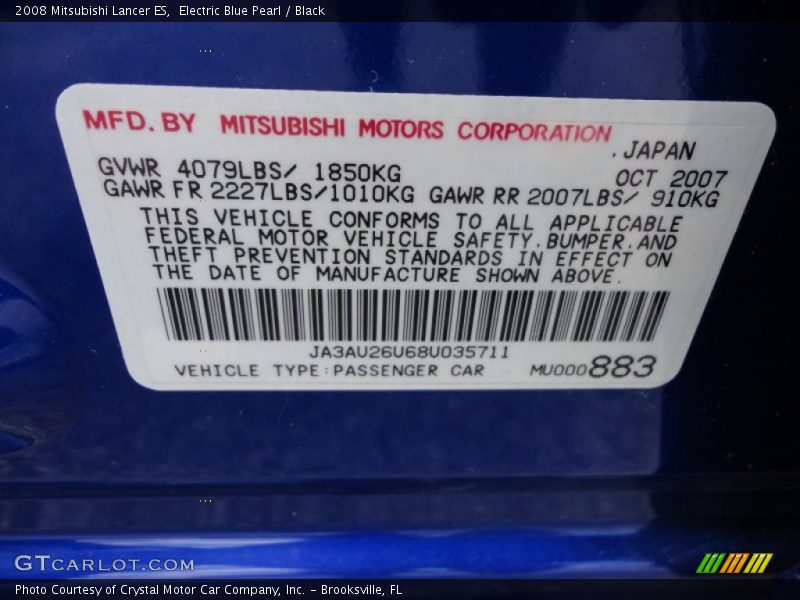 2008 Mitsubishi Lancer ES,  Electric Blue Pearl / Black
MFD. BY MITSUBISHI MOTORS CORPORATION
. JAPAN
GVWR 4079LBS/ 1850KG
OCT 2007
GAWR FR 2227LBS/1010KG GAWR RR 2007LBS/ 910KG
THIS VEHICLE CONFORMS TO ALL APPLICABLE
FEDERAL MOTOR VEHICLE SAFETY.BUMPER.AND
THEFT PREVENTION STANDARDS IN EFFECT ON
THE DATE OF MANUFACTURE SHOWN ABOVE.
JA3AU26U68U035711
VEHICLE TYPE:PASSENGER CAR MU000883
GTCARLOT.COM
Photo Courtesy of Crystal Motor Car Company, Inc. – Brooksville, FL